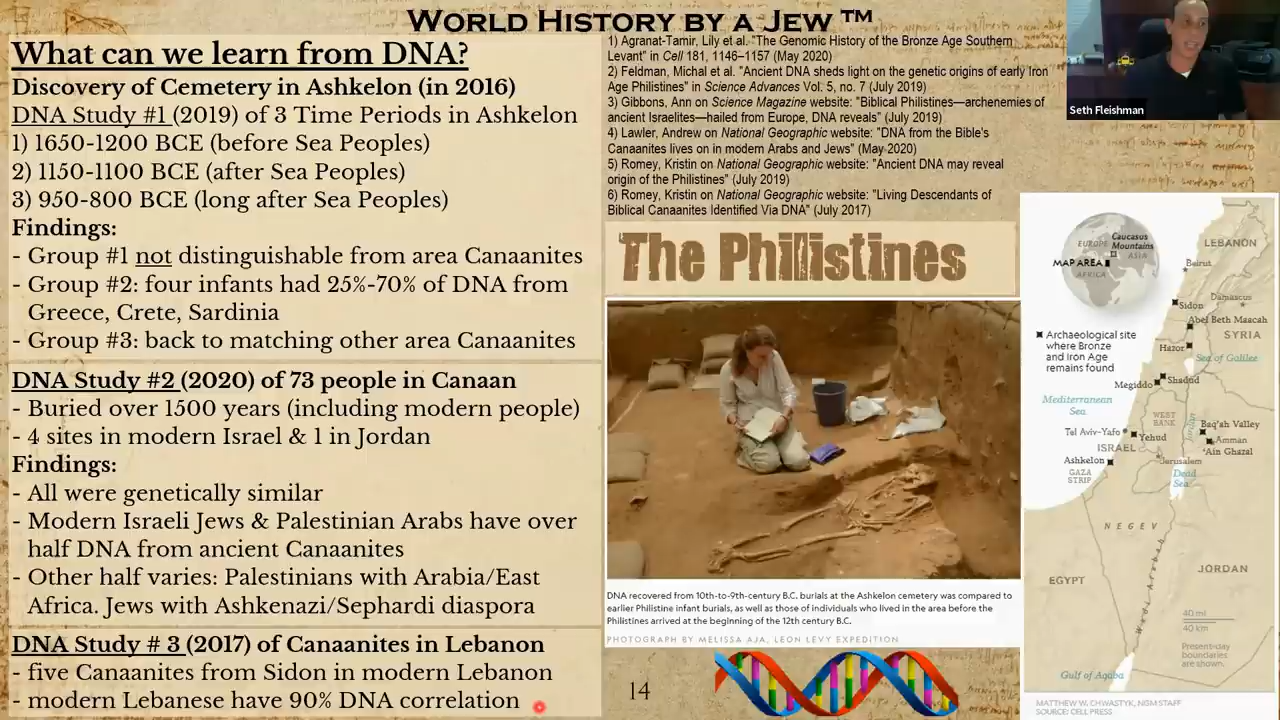 WORLD HISTORY BY A JEW ™
What can we learn from DNA?
Discovery of Cemetery in Ashkelon (in 2016)
DNA Study #1 (2019) of 3 Time Periods in Ashkelon
1) 1650-1200 BCE (before Sea Peoples)
2) 1150-1100 BCE (after Sea Peoples)
3) 950-800 BCE (long after Sea Peoples)
Findings:
- Group #1 not distinguishable from area Canaanites
- Group #2: four infants had 25%-70% of DNA from
Greece, Crete, Sardinia
- Group #3: back to matching other area Canaanites
DNA Study #2 (2020) of 73 people in Canaan
- Buried over 1500 years (including modern people)
- 4 sites in modern Israel & 1 in Jordan
Findings:
- All were genetically similar
- Modern Israeli Jews & Palestinian Arabs have over
half DNA from ancient Canaanites
- Other half varies: Palestinians with Arabia/East
Africa. Jews with Ashkenazi/Sephardi diaspora
DNA Study # 3 (2017) of Canaanites in Lebanon
- five Canaanites from Sidon in modern Lebanon
- modern Lebanese have 90% DNA correlation
1) Agranat-Tamir, Lily et al. "The Genomic History of the Bronze Age Southern
Levant" in Cell 181, 1146–1157 (May 2020)
2) Feldman, Michal et al. "Ancient DNA sheds light on the genetic origins of early Iron
Age Philistines" in Science Advances Vol. 5, no. 7 (July 2019)
3) Gibbons, Ann on Science Magazine website: "Biblical Philistines—archenemies of
ancient Israelites—hailed from Europe, DNA reveals" (July 2019)
4) Lawler, Andrew on National Geographic website: "DNA from the Bible's
Canaanites lives on in modern Arabs and Jews" (May 2020)
5) Romey, Kristin on National Geographic website: "Ancient DNA may reveal
origin of the Philistines" (July 2019)
6) Romey, Kristin on National Geographic website: "Living Descendants of
Biblical Canaanites Identified Via DNA" (July 2017)
The Philistines
DNA recovered from 10th-to-9th-century B.C. burials at the Ashkelon cemetery was compared to
earlier Philistine infant burials, as well as those of individuals who lived in the area before the
Philistines arrived at the beginning of the 12th century B.C.
PHOTOGRAPH BY MELISSA AJA, LEON LEVY EXPEDITION
14
Seth Fleishman
EUROPE
Caucasus
Mountains
ASIA
MAP AREA
AFRICA
LEBANON
Beirut
Sidon
Damascus
Abel Beth Maacah
SYRIA
Archaeological site
where Bronze
and Iron Age
remains found
Hazor
Sea of Galilee
Megiddo
Shadud
Mediterranean
Sea
WEST
BANK
Jordan
Baq'ah Valley
Tel Aviv-Yafo
Yehud
Amman
ISRAEL
'Ain Ghazal
Ashkelon
Jerusalem
GAZA
STRIP
Dead
Sea
NEGEV
EGYPT
Wadi Arabah
JORDAN
40 mi
40 km
Present-day
boundaries
are shown.
Gulf of Aqaba
MATTHEW W. CHWASTYK, NGM STAFF
SOURCE: CELL PRESS